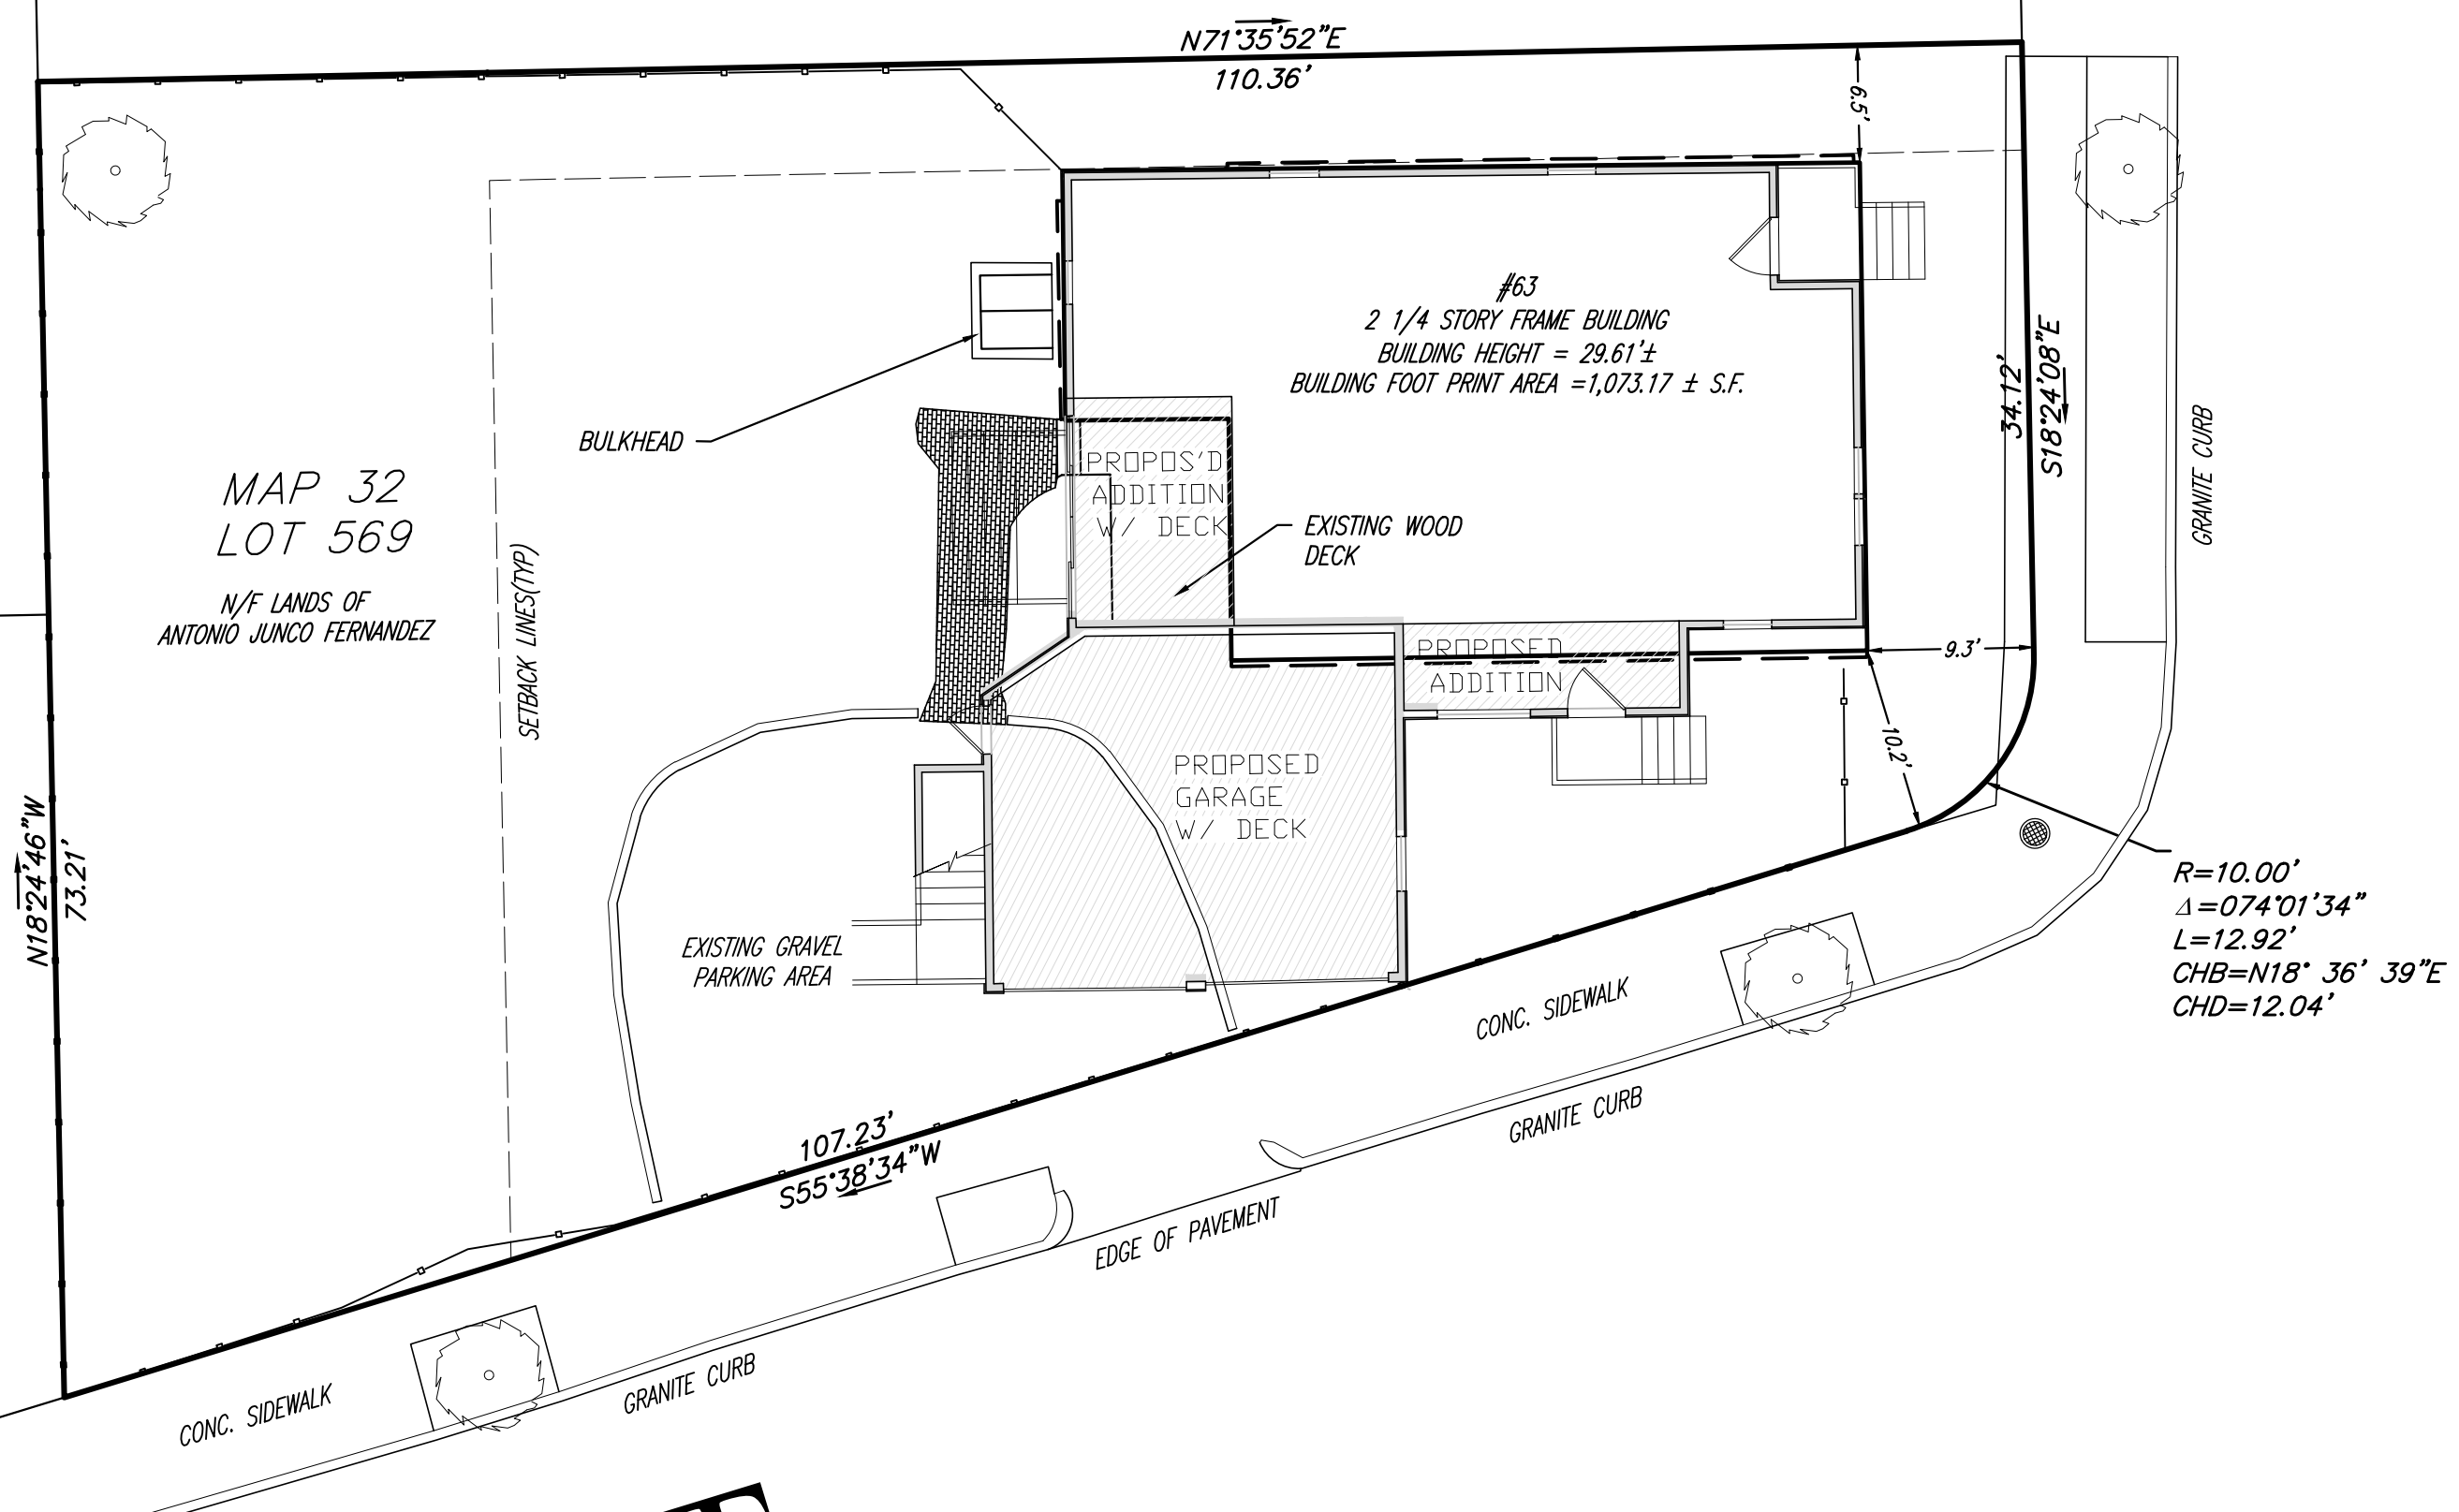 N71°35'52"E
110.36'
6.5'
#63
2 1/4 STORY FRAME BUILDING
BUILDING HEIGHT = 29.61'±
BUILDING FOOT PRINT AREA =1,073.17 ± S.F.
34.12'
S18°24'08"E
GRANITE CURB
BULKHEAD
MAP 32
LOT 569
N/F LANDS OF
ANTONIO JUNCO FERNANDEZ
SETBACK LINES(TYP)
PROPOS'D
ADDITION
W/ DECK
EXISTING WOOD
DECK
PROPOSED
ADDITION
9.3'
10.2'
PROPOSED
GARAGE
W/ DECK
N18°24'46"W
73.21'
EXISTING GRAVEL
PARKING AREA
R=10.00'
Δ=074°01'34"
L=12.92'
CHB=N18° 36' 39"E
CHD=12.04'
CONC. SIDEWALK
107.23'
S55°38'34"W
GRANITE CURB
EDGE OF PAVEMENT
GRANITE CURB
CONC. SIDEWALK